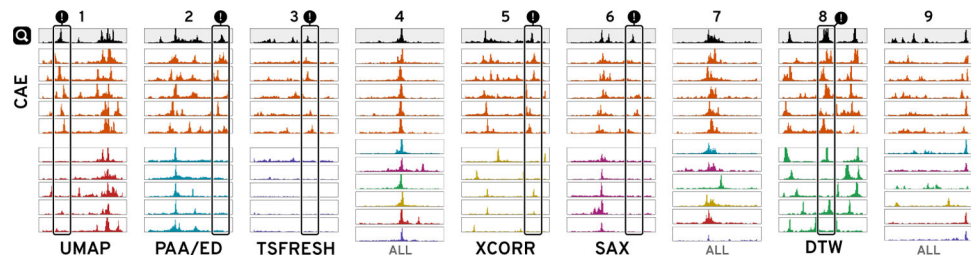 ! 1 2 ! 3 ! 4 5 ! 6 ! 7 8 ! 9
Q
CAE
UMAP PAA/ED TSFRESH ALL XCORR SAX ALL DTW ALL